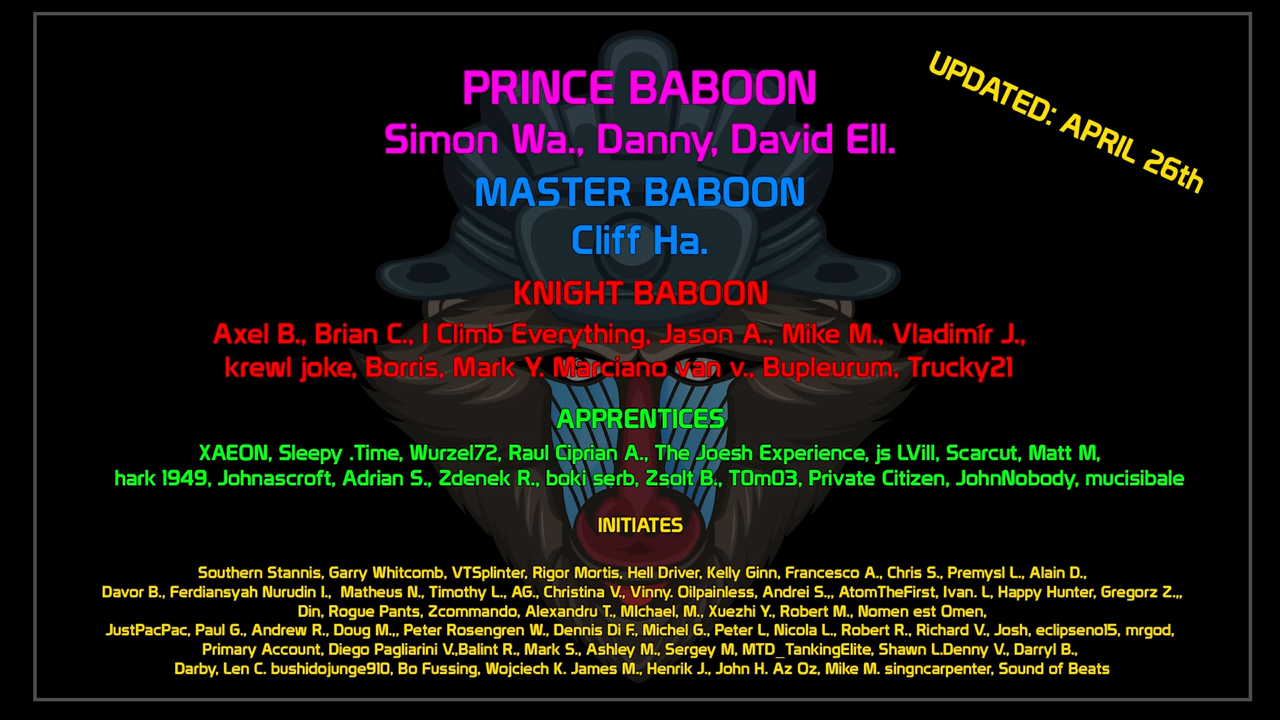 PRINCE BABOON
UPDATED: APRIL 26th
Simon Wa., Danny, David Ell.
MASTER BABOON
Cliff Ha.
KNIGHT BABOON
Axel B., Brian C., I Climb Everything, Jason A., Mike M., Vladimír J.,
krewl joke, Borris, Mark Y. Marciano van v., Bupleurum, Trucky21
APPRENTICES
XAEON, Sleepy .Time, Wurzel72, Raul Ciprian A., The Joesh Experience, js LVill, Scarcut, Matt M,
hark 1949, Johnascroft, Adrian S., Zdenek R., boki serb, Zsolt B., T0m03, Private Citizen, JohnNobody, mucisibale
INITIATES
Southern Stannis, Garry Whitcomb, VTSplinter, Rigor Mortis, Hell Driver, Kelly Ginn, Francesco A., Chris S., Premysl L., Alain D.,
Davor B., Ferdiansyah Nurudin I., Matheus N., Timothy L., AG., Christina V., Vinny. Oilpainless, Andrei S.,, AtomTheFirst, Ivan. L, Happy Hunter, Gregorz Z.,,
Din, Rogue Pants, Zcommando, Alexandru T., MIchael, M., Xuezhi Y., Robert M., Nomen est Omen,
JustPacPac, Paul G., Andrew R., Doug M.,, Peter Rosengren W., Dennis Di F., Michel G., Peter L, Nicola L., Robert R., Richard V., Josh, eclipseno15, mrgod,
Primary Account, Diego Pagliarini V.,Balint R., Mark S., Ashley M., Sergey M, MTD_TankingElite, Shawn L.Denny V., Darryl B.,
Darby, Len C. bushidojunge910, Bo Fussing, Wojciech K. James M., Henrik J., John H. Az Oz, Mike M. singncarpenter, Sound of Beats